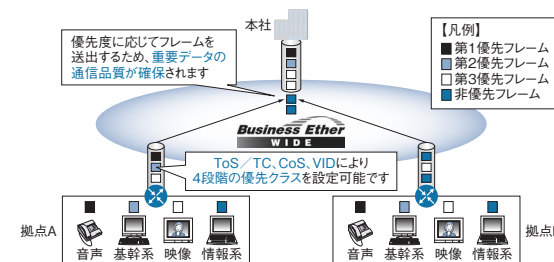 本社
優先度に応じてフレームを
送出するため、重要データの
通信品質が確保されます
【凡例】
第1優先フレーム
第2優先フレーム
第3優先フレーム
非優先フレーム
Business Ether
WIDE
ToS／TC、CoS、VIDにより
4段階の優先クラスを設定可能です
拠点A
音声 基幹系 映像 情報系
音声 基幹系 映像 情報系
拠点